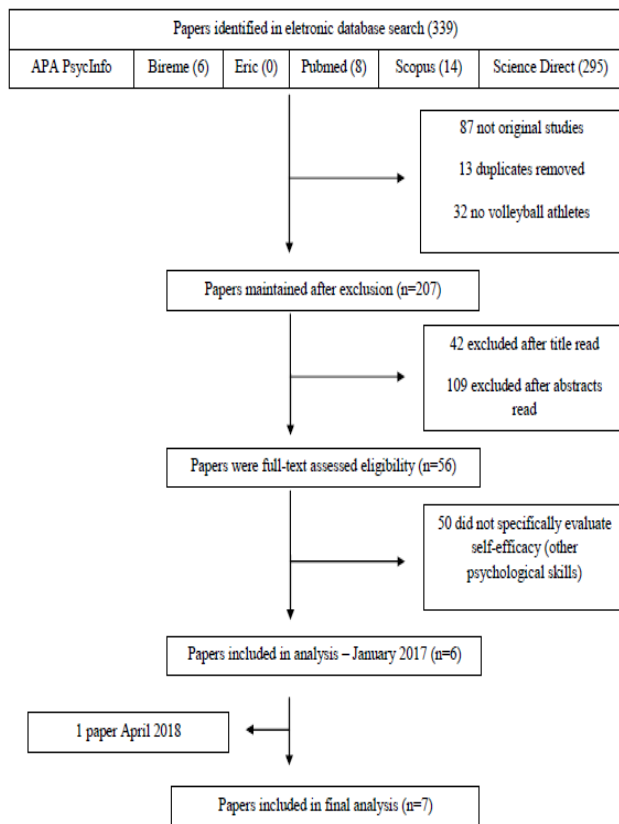 Papers identified in eletronic database search (339)
APA PsycInfo Bireme (6) Eric (0) Pubmed (8) Scopus (14) Science Direct (295)
87 not original studies
13 duplicates removed
32 no volleyball athletes
Papers maintained after exclusion (n=207)
42 excluded after title read
109 excluded after abstracts
read
Papers were full-text assessed eligibility (n=56)
50 did not specifically evaluate
self-efficacy (other
psychological skills)
Papers included in analysis – January 2017 (n=6)
1 paper April 2018
Papers included in final analysis (n=7)